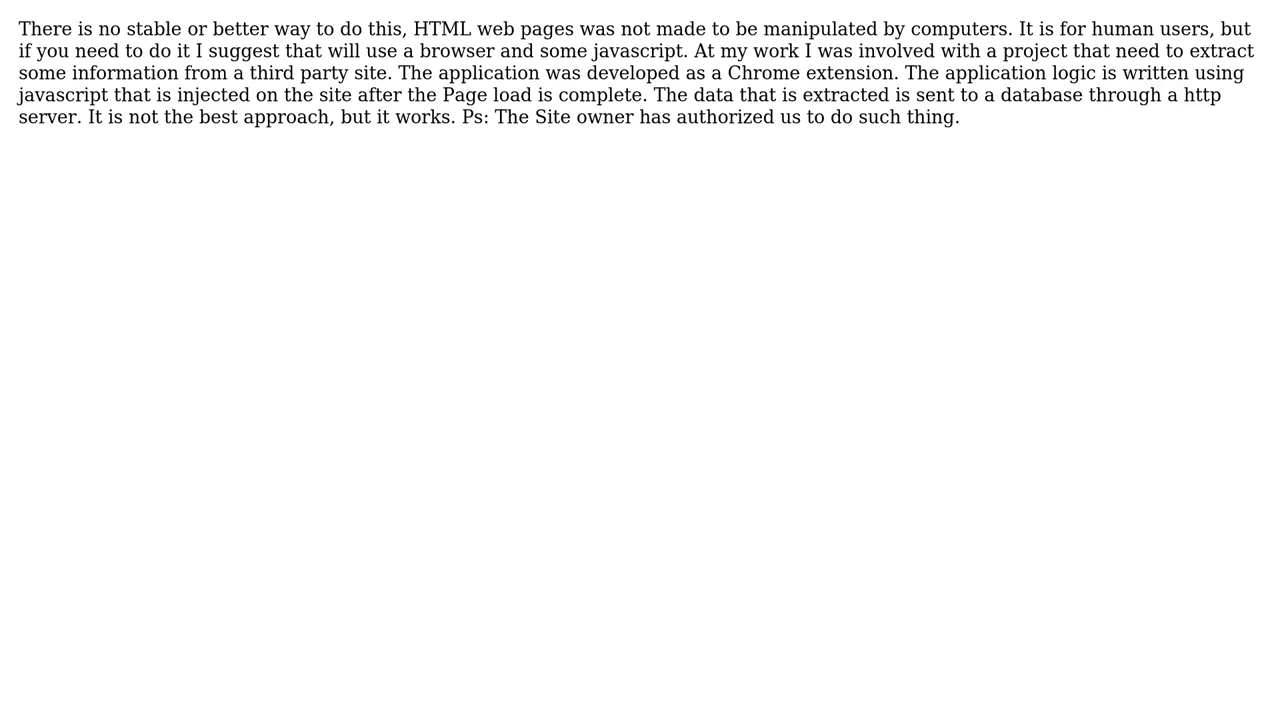 There is no stable or better way to do this, HTML web pages was not made to be manipulated by computers. It is for human users, but
if you need to do it I suggest that will use a browser and some javascript. At my work I was involved with a project that need to extract
some information from a third party site. The application was developed as a Chrome extension. The application logic is written using
javascript that is injected on the site after the Page load is complete. The data that is extracted is sent to a database through a http
server. It is not the best approach, but it works. Ps: The Site owner has authorized us to do such thing.